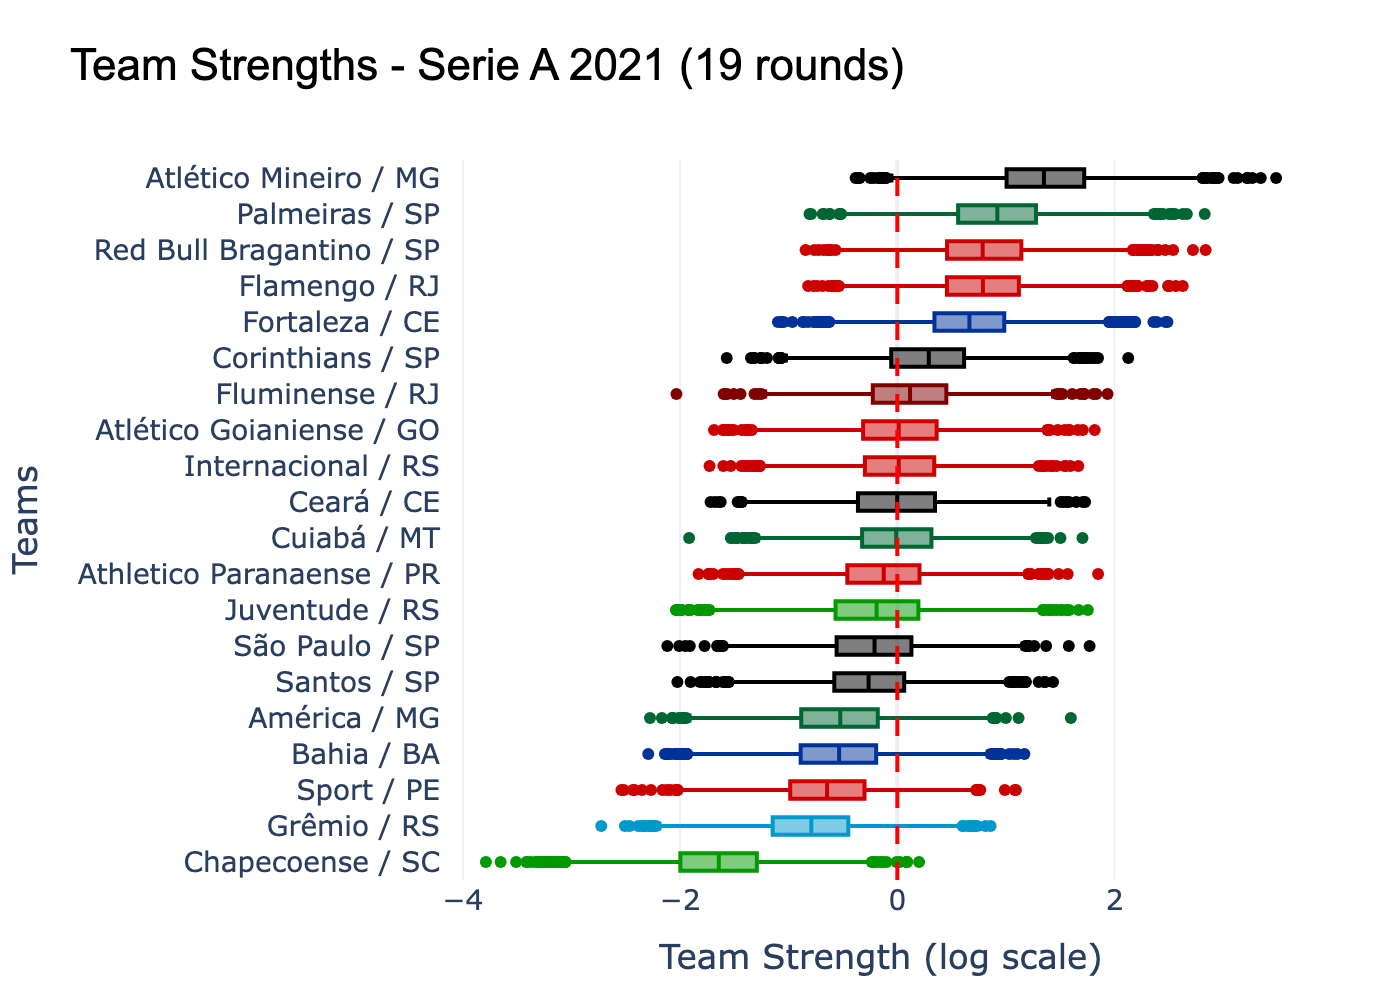 Team Strengths - Serie A 2021 (19 rounds)
Teams
Atlético Mineiro / MG
Palmeiras / SP
Red Bull Bragantino / SP
Flamengo / RJ
Fortaleza / CE
Corinthians / SP
Fluminense / RJ
Atlético Goianiense / GO
Internacional / RS
Ceará / CE
Cuiabá / MT
Athletico Paranaense / PR
Juventude / RS
São Paulo / SP
Santos / SP
América / MG
Bahia / BA
Sport / PE
Grêmio / RS
Chapecoense / SC
−4 −2 0 2
Team Strength (log scale)